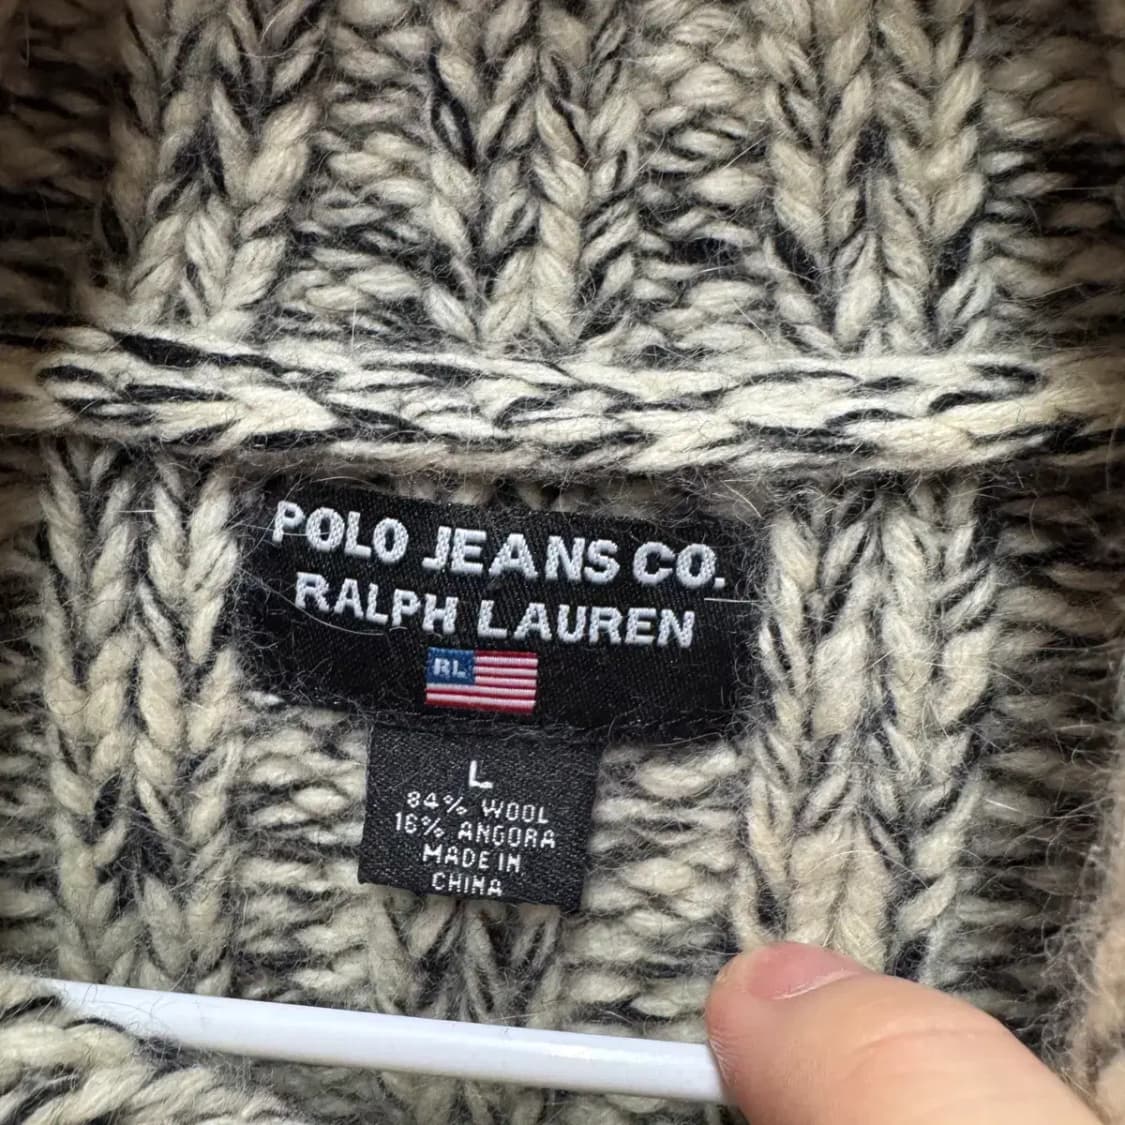 POLO JEANS CO.
RALPH LAUREN
RL
L
84% WOOL
16% ANGORA
MADE IN
CHINA